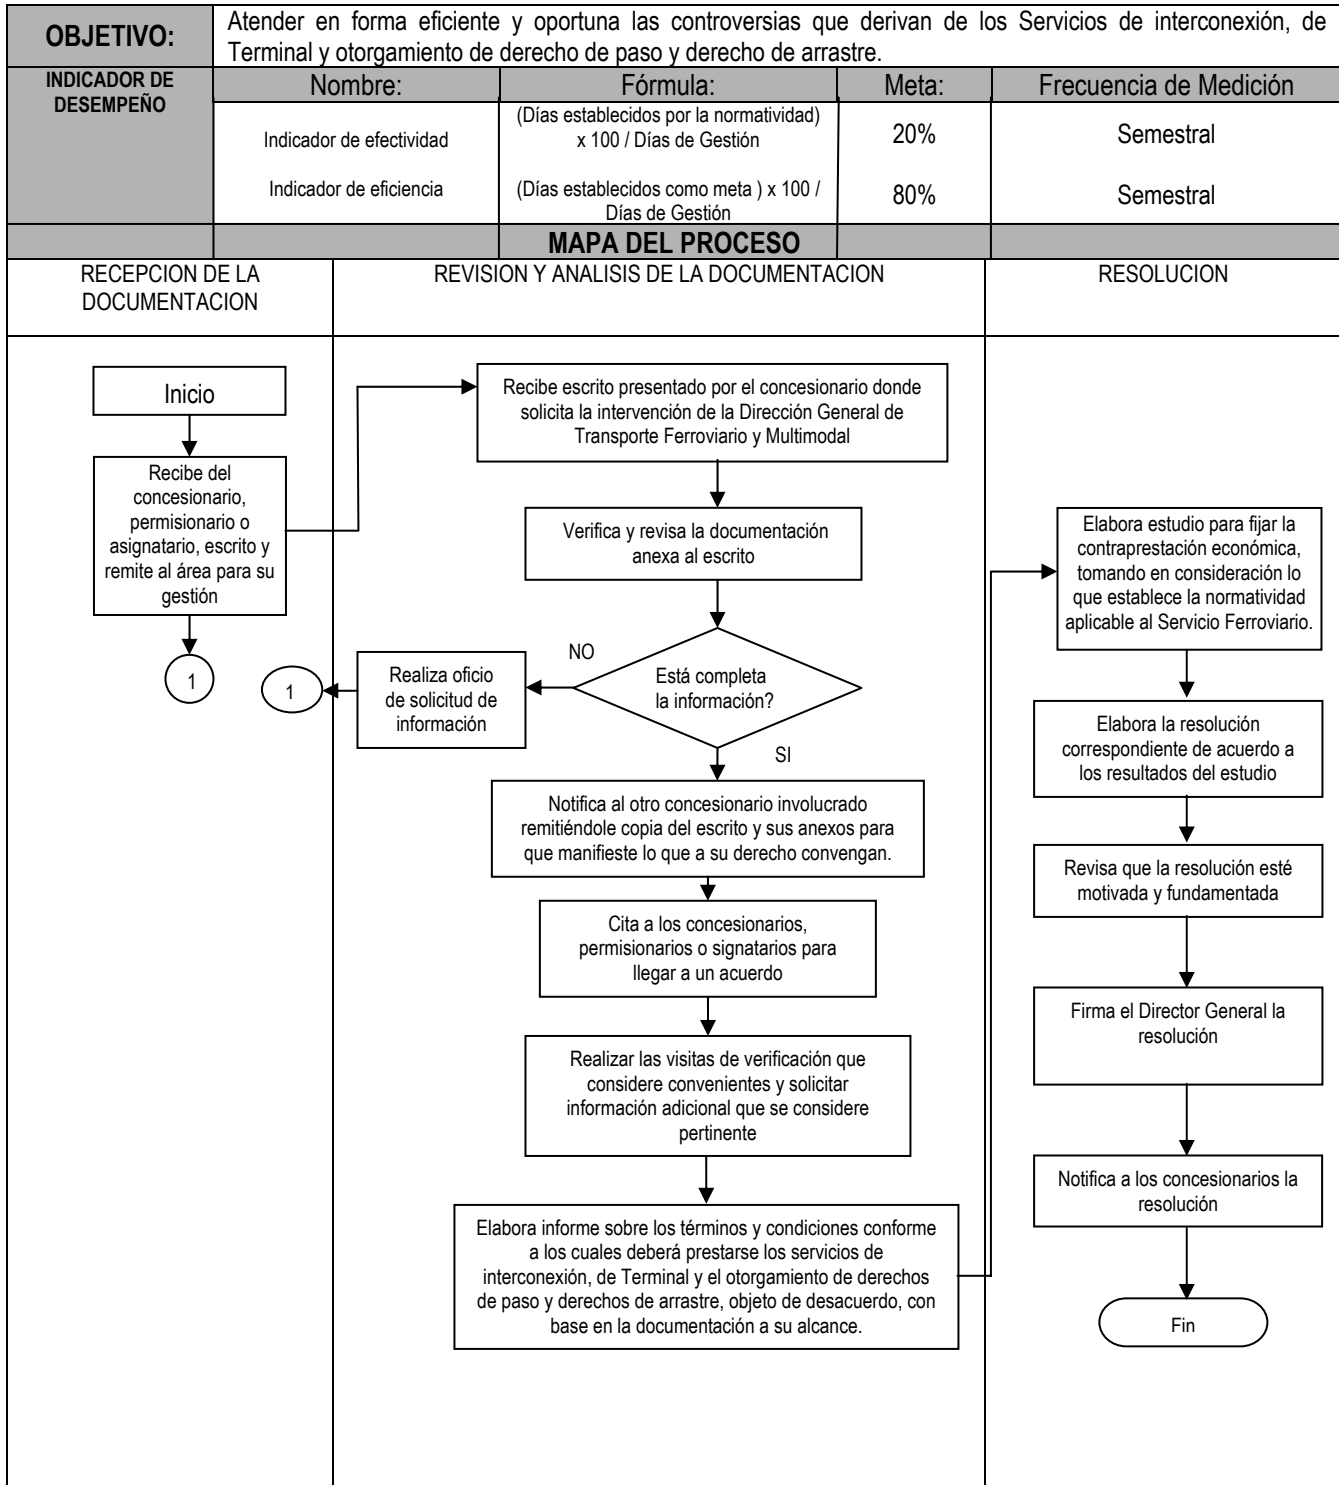 OBJETIVO:
Atender en forma eficiente y oportuna las controversias que derivan de los Servicios de interconexión, de
Terminal y otorgamiento de derecho de paso y derecho de arrastre.
INDICADOR DE
DESEMPEÑO
Nombre:
Fórmula:
Meta:
Frecuencia de Medición
Indicador de efectividad
(Días establecidos por la normatividad)
x 100 / Días de Gestión
20%
Semestral
Indicador de eficiencia
(Días establecidos como meta ) x 100 /
Días de Gestión
80%
Semestral
MAPA DEL PROCESO
RECEPCION DE LA
DOCUMENTACION
REVISION Y ANALISIS DE LA DOCUMENTACION
RESOLUCION
Inicio
Recibe del
concesionario,
permisionario o
asignatario, escrito y
remite al área para su
gestión
1
Recibe escrito presentado por el concesionario donde
solicita la intervención de la Dirección General de
Transporte Ferroviario y Multimodal
Verifica y revisa la documentación
anexa al escrito
Está completa
la información?
NO
Realiza oficio
de solicitud de
información
1
SI
Notifica al otro concesionario involucrado
remitiéndole copia del escrito y sus anexos para
que manifieste lo que a su derecho convengan.
Cita a los concesionarios,
permisionarios o signatarios para
llegar a un acuerdo
Realizar las visitas de verificación que
considere convenientes y solicitar
información adicional que se considere
pertinente
Elabora informe sobre los términos y condiciones conforme
a los cuales deberá prestarse los servicios de
interconexión, de Terminal y el otorgamiento de derechos
de paso y derechos de arrastre, objeto de desacuerdo, con
base en la documentación a su alcance.
Elabora estudio para fijar la
contraprestación económica,
tomando en consideración lo
que establece la normatividad
aplicable al Servicio Ferroviario.
Elabora la resolución
correspondiente de acuerdo a
los resultados del estudio
Revisa que la resolución esté
motivada y fundamentada
Firma el Director General la
resolución
Notifica a los concesionarios la
resolución
Fin